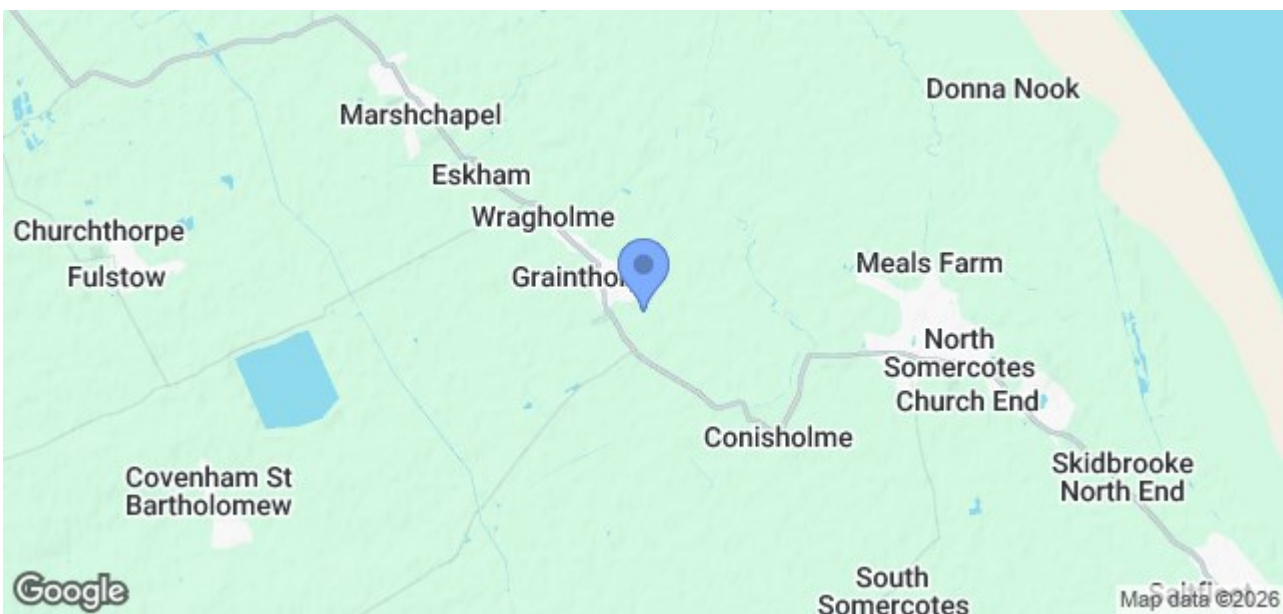 Donna Nook
Marshchapel
Eskham
Wragholme
Churchthorpe
Fulstow
Meals Farm
North
Somercotes
Church End
Conisholme
Covenham St
Bartholomew
Skidbrooke
North End
South
Somercotes
Google
Map data ©2026